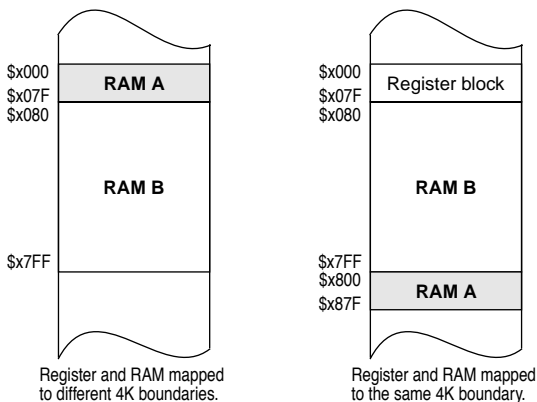 $x000
RAM A
$x07F
$x080
RAM B
$x7FF
Register and RAM mapped
to different 4K boundaries.
$x000
Register block
$x07F
$x080
RAM B
$x7FF
$x800
RAM A
$x87F
Register and RAM mapped
to the same 4K boundary.